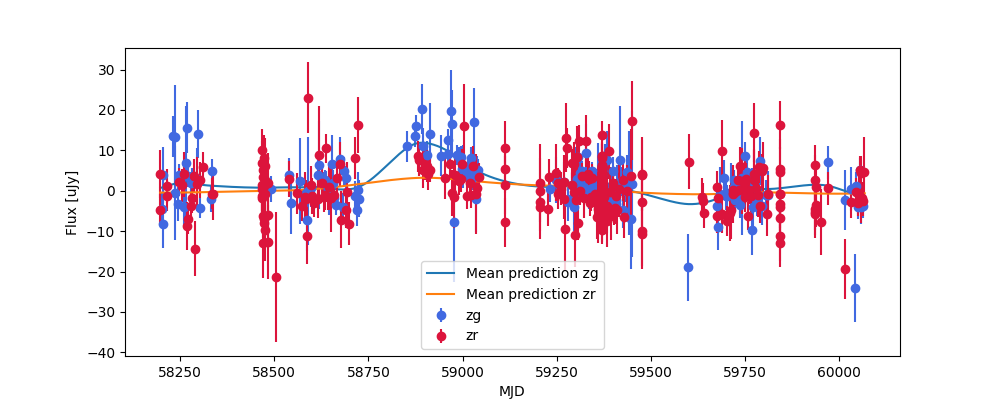 30
20
10
0
−10
−20
−30
−40
Flux [uJy]
Mean prediction zg
Mean prediction zr
zg
zr
58250 58500 58750 59000 59250 59500 59750 60000
MJD